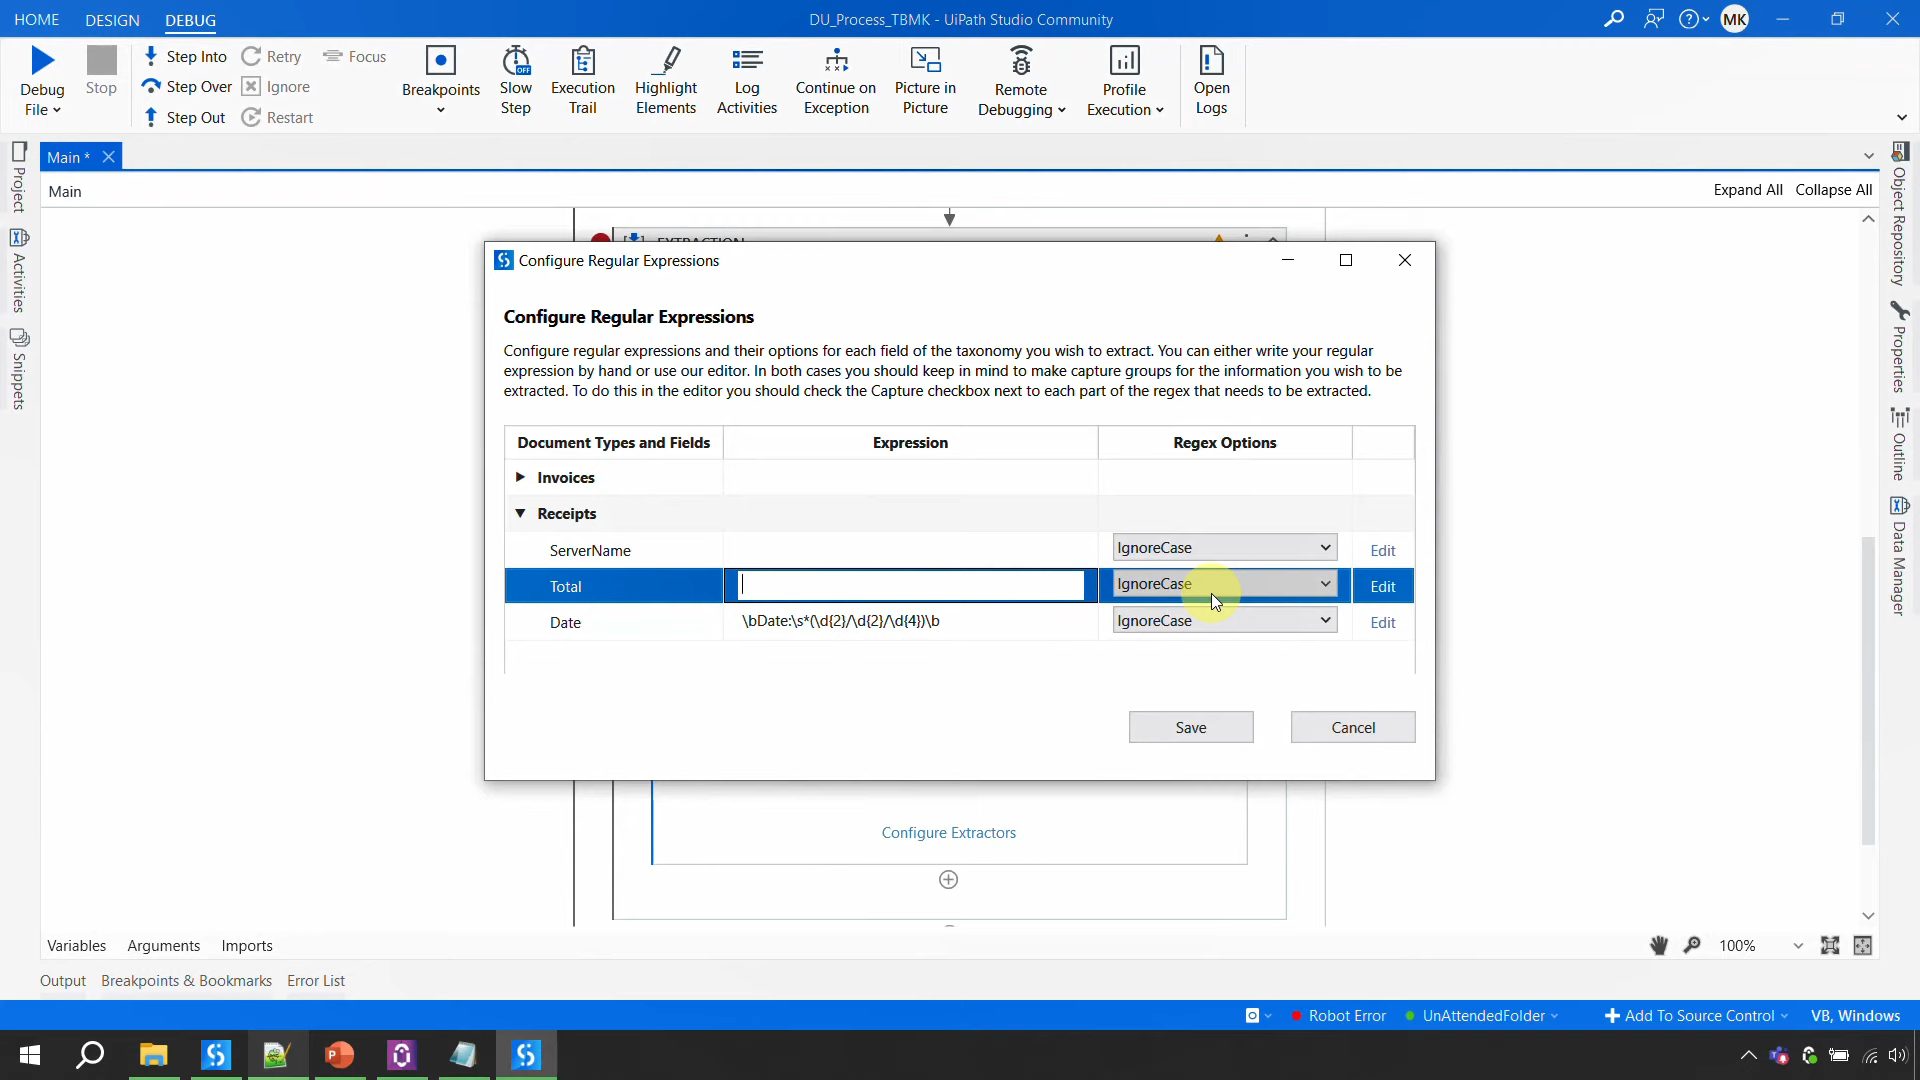 HOME DESIGN DEBUG
DU_Process_TBMK - UiPath Studio Community
MK
Debug File
Stop
Step Into
Step Over
Step Out
Retry
Ignore
Restart
Focus
Breakpoints
OFF
Slow Step
Execution Trail
Highlight Elements
Log Activities
Continue on Exception
Picture in Picture
Remote Debugging
Profile Execution
Open Logs
Main *
Main
Expand All Collapse All
Project
Activities
Snippets
Object Repository
Properties
Outline
Data Manager
Configure Regular Expressions
Configure Regular Expressions
Configure regular expressions and their options for each field of the taxonomy you wish to extract. You can either write your regular
expression by hand or use our editor. In both cases you should keep in mind to make capture groups for the information you wish to be
extracted. To do this in the editor you should check the Capture checkbox next to each part of the regex that needs to be extracted.
Document Types and Fields Expression Regex Options
Invoices
Receipts
ServerName IgnoreCase Edit
Total IgnoreCase Edit
Date \bDate:\s*(\d{2}/\d{2}/\d{4})\b IgnoreCase Edit
Save Cancel
Configure Extractors
Variables Arguments Imports
100%
Output Breakpoints & Bookmarks Error List
Robot Error UnAttendedFolder Add To Source Control VB, Windows